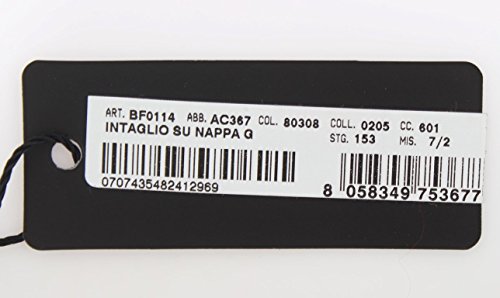 ART. BF0114 ABB. AC367 COL. 80308 COLL. 0205 CC. 601
INTAGLIO SU NAPPA G STG. 153 MIS. 7/2
0707435482412969
8 058349 753677